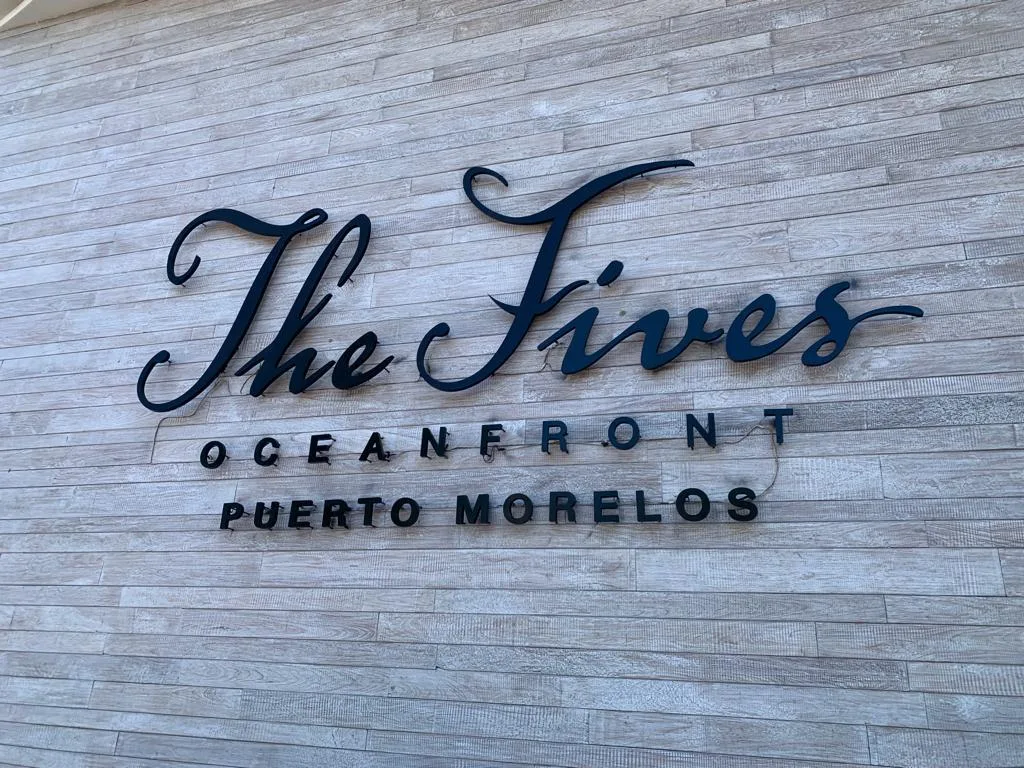 The Fives
OCEANFRONT
PUERTO MORELOS